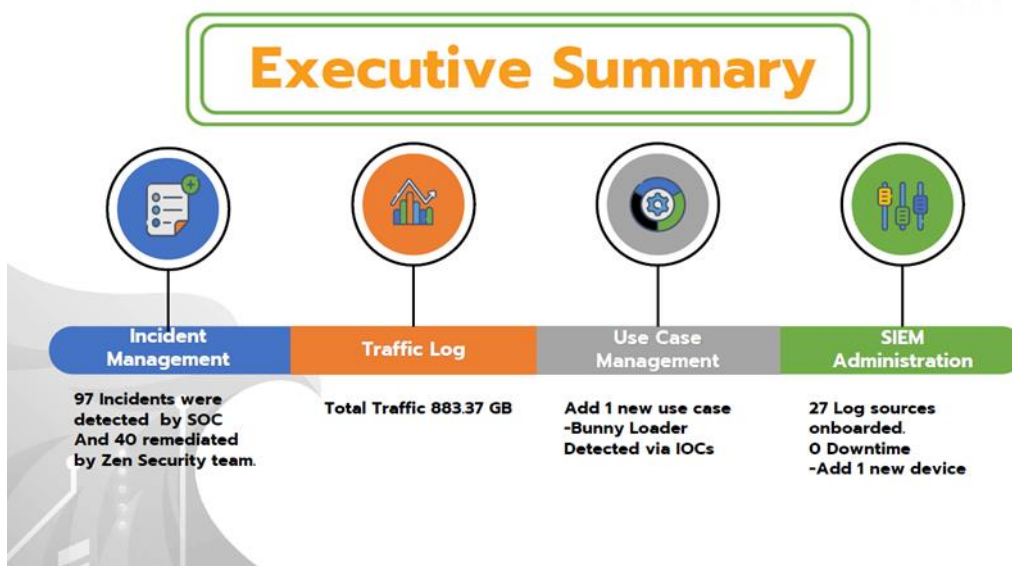 Executive Summary
Incident
Management
Traffic Log
Use Case
Management
SIEM
Administration
97 Incidents were
detected by SOC
And 40 remediated
by Zen Security team.
Total Traffic 883.37 GB
Add 1 new use case
-Bunny Loader
Detected via IOCs
27 Log sources
onboarded.
0 Downtime
-Add 1 new device